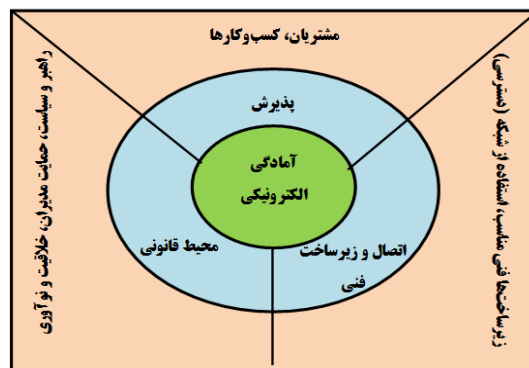 مشتریان، کسب‌وکارها
راهبر و سیاست، حمایت مدیران، خلاقیت و نوآوری
زیرساخت‌ها فنی مناسب، استفاده از شبکه (دسترسی)
پذیرش
آمادگی
الکترونیکی
محیط قانونی
اتصال و زیرساخت
فنی